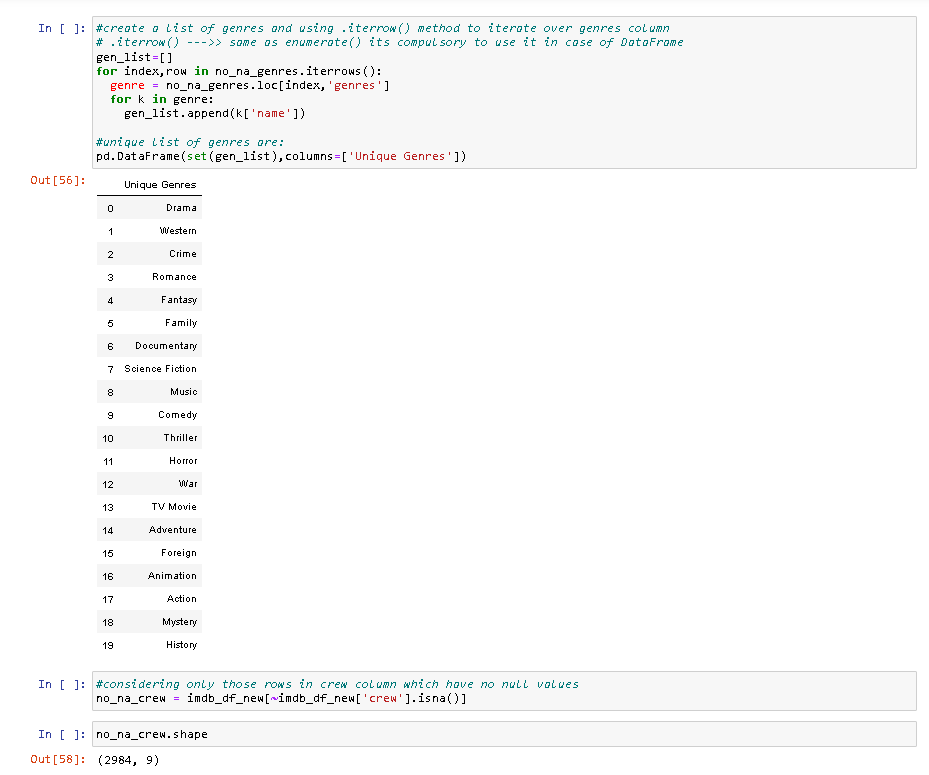 In [ ]: #create a list of genres and using .iterrow() method to iterate over genres column
# .iterrow() --->> same as enumerate() its compulsory to use it in case of DataFrame
gen_list=[]
for index,row in no_na_genres.iterrows():
  genre = no_na_genres.loc[index,'genres']
  for k in genre:
    gen_list.append(k['name'])
#unique list of genres are:
pd.DataFrame(set(gen_list),columns=['Unique Genres'])
Out[56]:
Unique Genres
0 Drama
1 Western
2 Crime
3 Romance
4 Fantasy
5 Family
6 Documentary
7 Science Fiction
8 Music
9 Comedy
10 Thriller
11 Horror
12 War
13 TV Movie
14 Adventure
15 Foreign
16 Animation
17 Action
18 Mystery
19 History
In [ ]: #considering only those rows in crew column which have no null values
no_na_crew = imdb_df_new[~imdb_df_new['crew'].isna()]
In [ ]: no_na_crew.shape
Out[58]: (2984, 9)